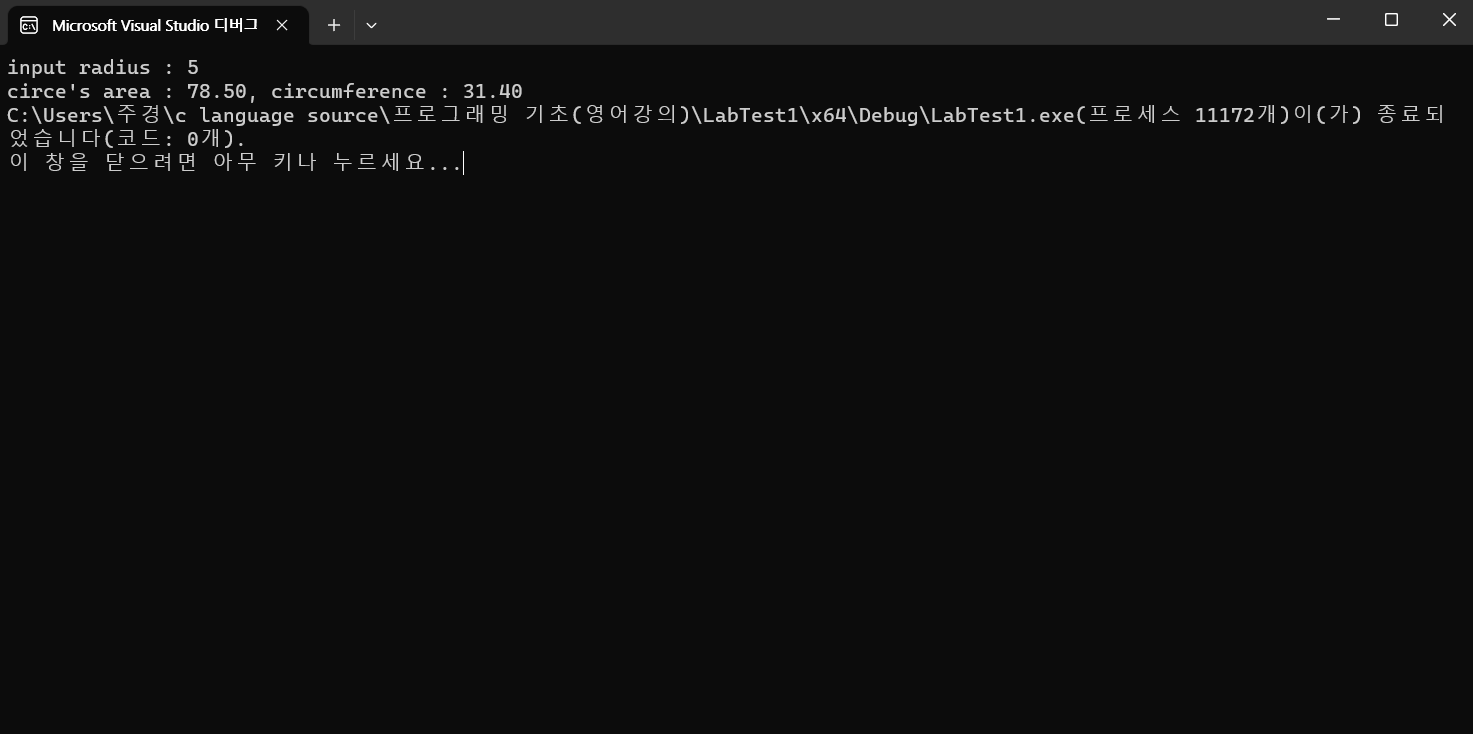 Microsoft Visual Studio 디버그
input radius : 5
circe's area : 78.50, circumference : 31.40
C:\Users\주경\c language source\프로그래밍 기초(영어강의)\LabTest1\x64\Debug\LabTest1.exe(프로세스 11172개)이(가) 종료되
었습니다(코드: 0개).
이 창을 닫으려면 아무 키나 누르세요...